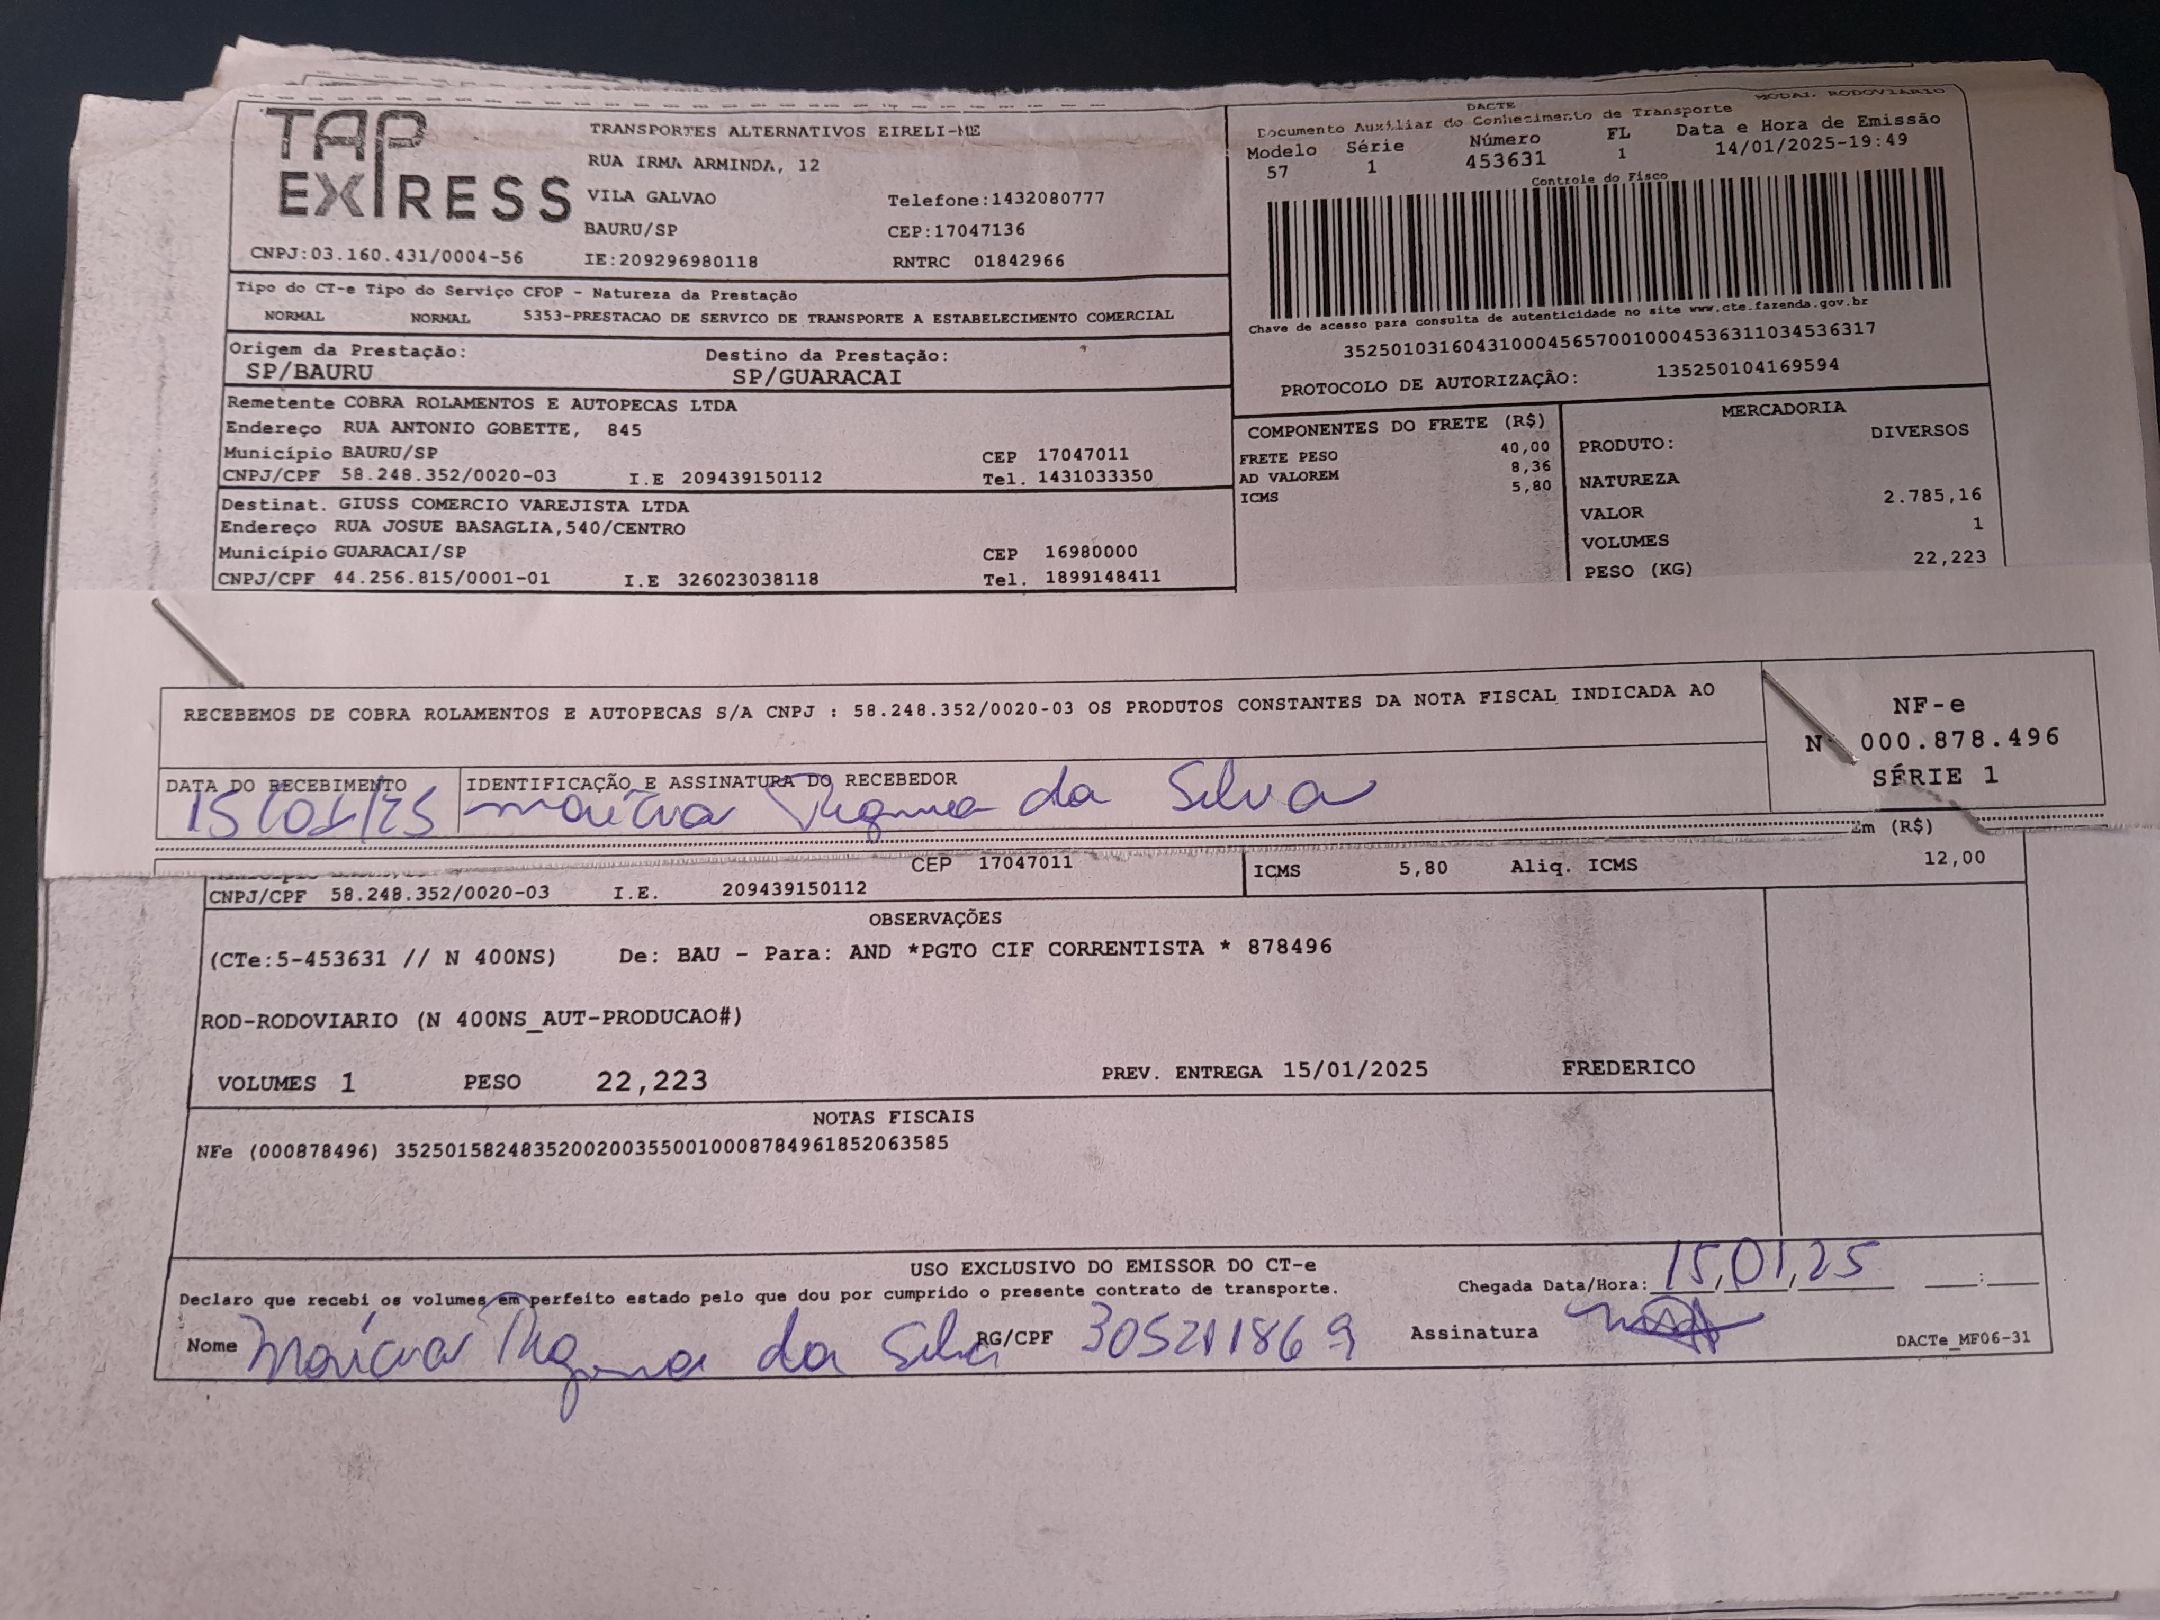 TAP EXPRESS
TRANSPORTES ALTERNATIVOS EIRELI-ME
RUA IRMA ARMINDA, 12
VILA GALVAO Telefone:1432080777
BAURU/SP CEP:17047136
CNPJ:03.160.431/0004-56 IE:209296980118 RNTRC 01842966
Tipo do CT-e Tipo do Serviço CFOP - Natureza da Prestação
NORMAL NORMAL 5353-PRESTACAO DE SERVICO DE TRANSPORTE A ESTABELECIMENTO COMERCIAL
Origem da Prestação: Destino da Prestação:
SP/BAURU SP/GUARACAI
Remetente COBRA ROLAMENTOS E AUTOPECAS LTDA
Endereço RUA ANTONIO GOBETTE, 845
Município BAURU/SP CEP 17047011
CNPJ/CPF 58.248.352/0020-03 I.E 209439150112 Tel. 1431033350
Destinat. GIUSS COMERCIO VAREJISTA LTDA
Endereço RUA JOSUE BASAGLIA,540/CENTRO
Município GUARACAI/SP CEP 16980000
CNPJ/CPF 44.256.815/0001-01 I.E 326023038118 Tel. 1899148411
DACTE MODAL RODOVIARIO
Documento Auxiliar do Conhecimento de Transporte
Modelo Série Número FL Data e Hora de Emissão
57 1 453631 1 14/01/2025-19:49
Controle do Fisco
Chave de acesso para consulta de autenticidade no site www.cte.fazenda.gov.br
35250103160431000456570010004536311034536317
PROTOCOLO DE AUTORIZAÇÃO: 135250104169594
COMPONENTES DO FRETE (R$)
FRETE PESO 40,00
AD VALOREM 8,36
ICMS 5,80
MERCADORIA
PRODUTO: DIVERSOS
NATUREZA
VALOR 2.785,16
VOLUMES 1
PESO (KG) 22,223
RECEBEMOS DE COBRA ROLAMENTOS E AUTOPECAS S/A CNPJ : 58.248.352/0020-03 OS PRODUTOS CONSTANTES DA NOTA FISCAL INDICADA AO
NF-e
N° 000.878.496
SÉRIE 1
DATA DO RECEBIMENTO IDENTIFICAÇÃO E ASSINATURA DO RECEBEDOR
15/01/25 Marcia Regina da Silva
Em (R$)
CEP 17047011 ICMS 5,80 Aliq. ICMS 12,00
CNPJ/CPF 58.248.352/0020-03 I.E. 209439150112
OBSERVAÇÕES
(CTe:5-453631 // N 400NS) De: BAU - Para: AND *PGTO CIF CORRENTISTA * 878496
ROD-RODOVIARIO (N 400NS_AUT-PRODUCAO#)
VOLUMES 1 PESO 22,223 PREV. ENTREGA 15/01/2025 FREDERICO
NOTAS FISCAIS
NFe (000878496) 35250158248352002003550010008784961852063585
USO EXCLUSIVO DO EMISSOR DO CT-e
Declaro que recebi os volumes em perfeito estado pelo que dou por cumprido o presente contrato de transporte. Chegada Data/Hora: 15,01,25 :
Nome Marcia Regina da Silva RG/CPF Assinatura DACTe_MF06-31